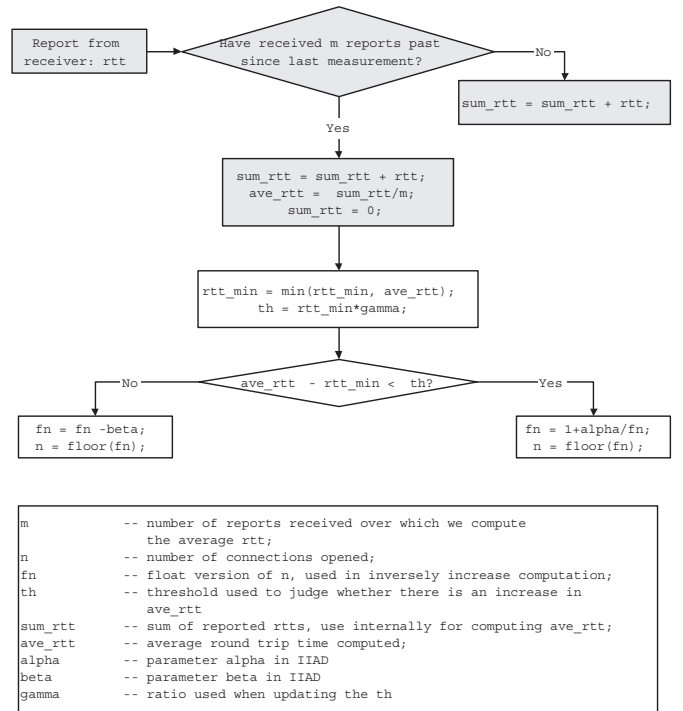 Report from
receiver: rtt
Have received m reports past
since last measurement?
No
sum_rtt = sum_rtt + rtt;
Yes
sum_rtt = sum_rtt + rtt;
ave_rtt = sum_rtt/m;
sum_rtt = 0;
rtt_min = min(rtt_min, ave_rtt);
th = rtt_min*gamma;
ave_rtt - rtt_min < th?
No
Yes
fn = fn -beta;
n = floor(fn);
fn = 1+alpha/fn;
n = floor(fn);
m -- number of reports received over which we compute
the average rtt;
n -- number of connections opened;
fn -- float version of n, used in inversely increase computation;
th -- threshold used to judge whether there is an increase in
ave_rtt
sum_rtt -- sum of reported rtts, use internally for computing ave_rtt;
ave_rtt -- average round trip time computed;
alpha -- parameter alpha in IIAD
beta -- parameter beta in IIAD
gamma -- ratio used when updating the th